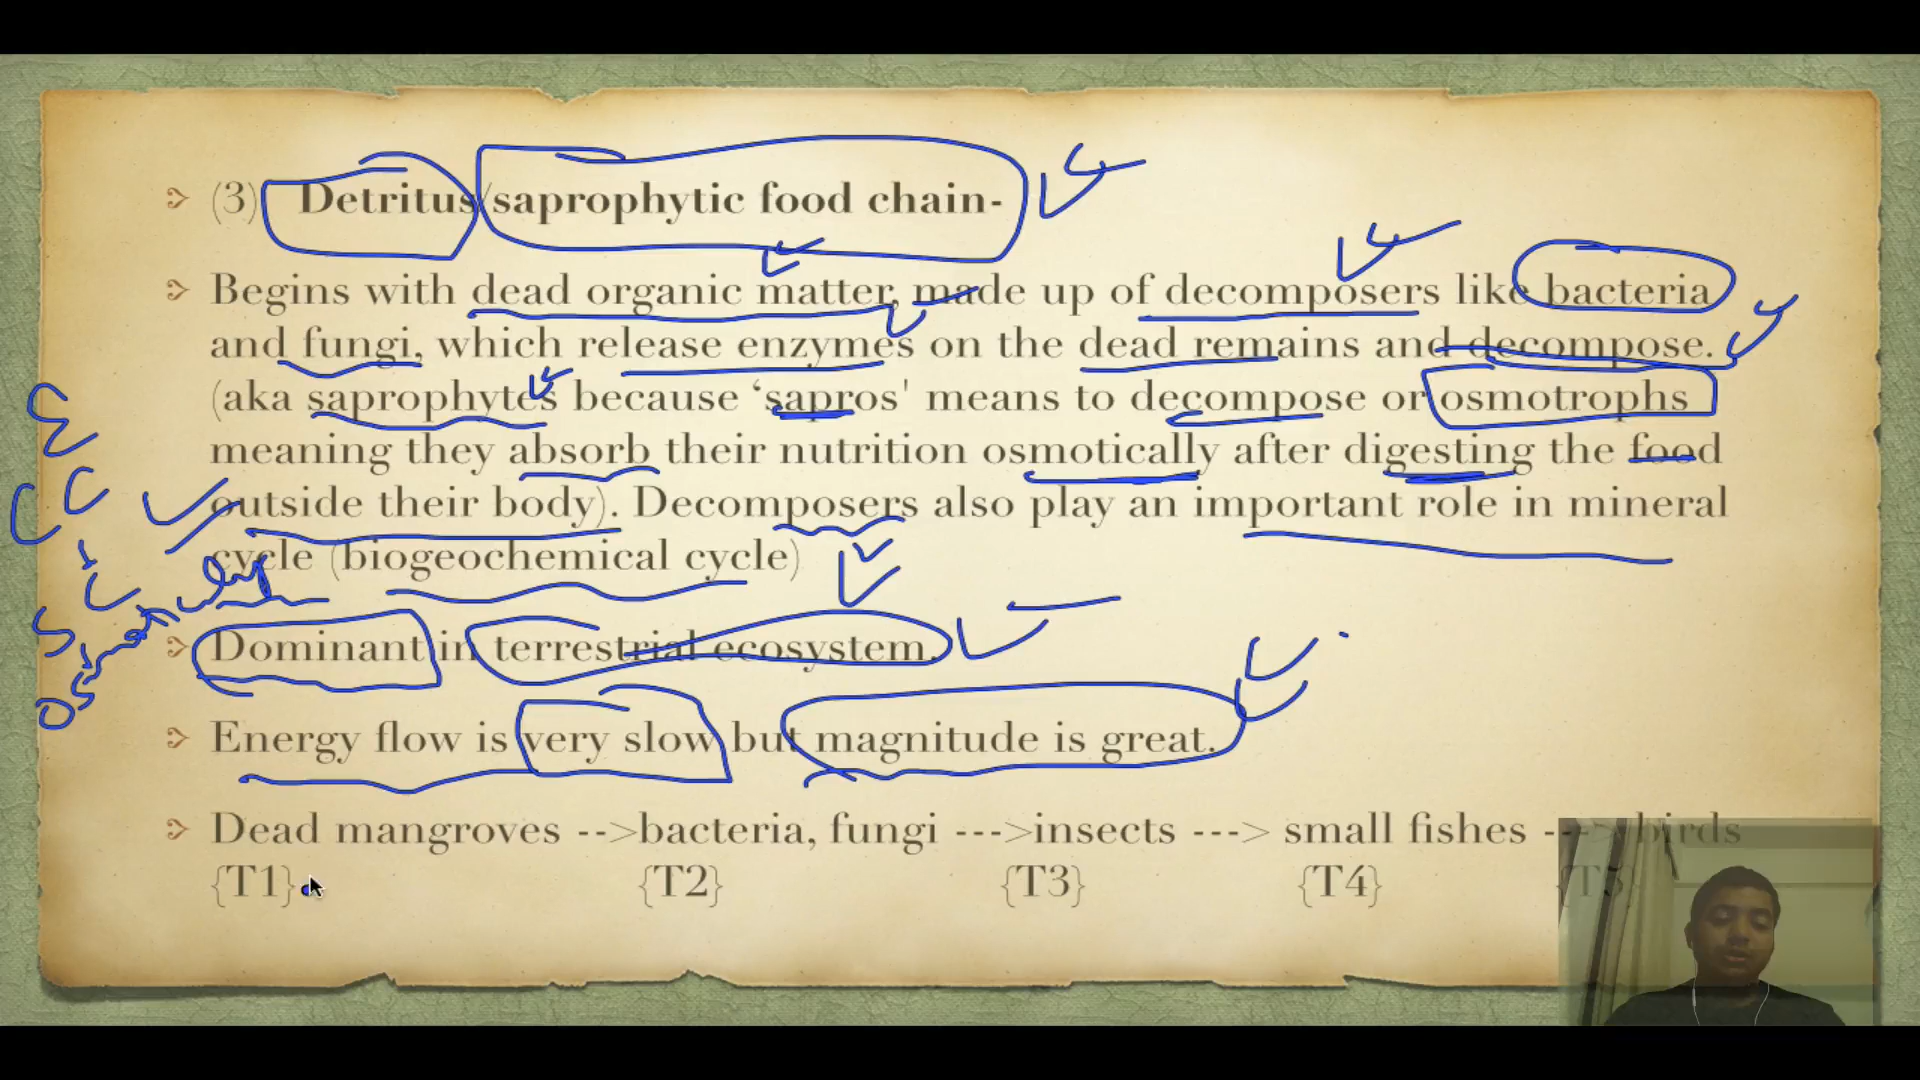 (3) Detritus/saprophytic food chain-
Begins with dead organic matter, made up of decomposers like bacteria
and fungi, which release enzymes on the dead remains and decompose.
(aka saprophytes because ‘sapros' means to decompose or osmotrophs
meaning they absorb their nutrition osmotically after digesting the food
outside their body). Decomposers also play an important role in mineral
cycle (biogeochemical cycle)
Dominant in terrestrial ecosystem.
Energy flow is very slow but magnitude is great.
Dead mangroves -->bacteria, fungi --->insects ---> small fishes ---> birds
{T1} {T2} {T3} {T4} {T5}
Osmotically